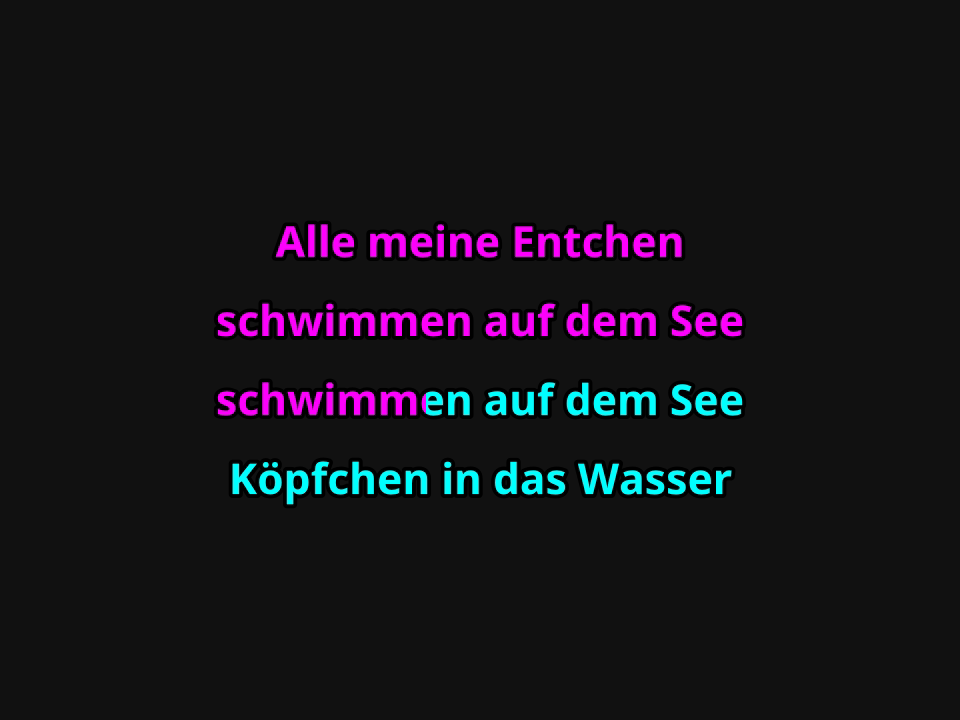 Alle meine Entchen
schwimmen auf dem See
schwimmen auf dem See
Köpfchen in das Wasser